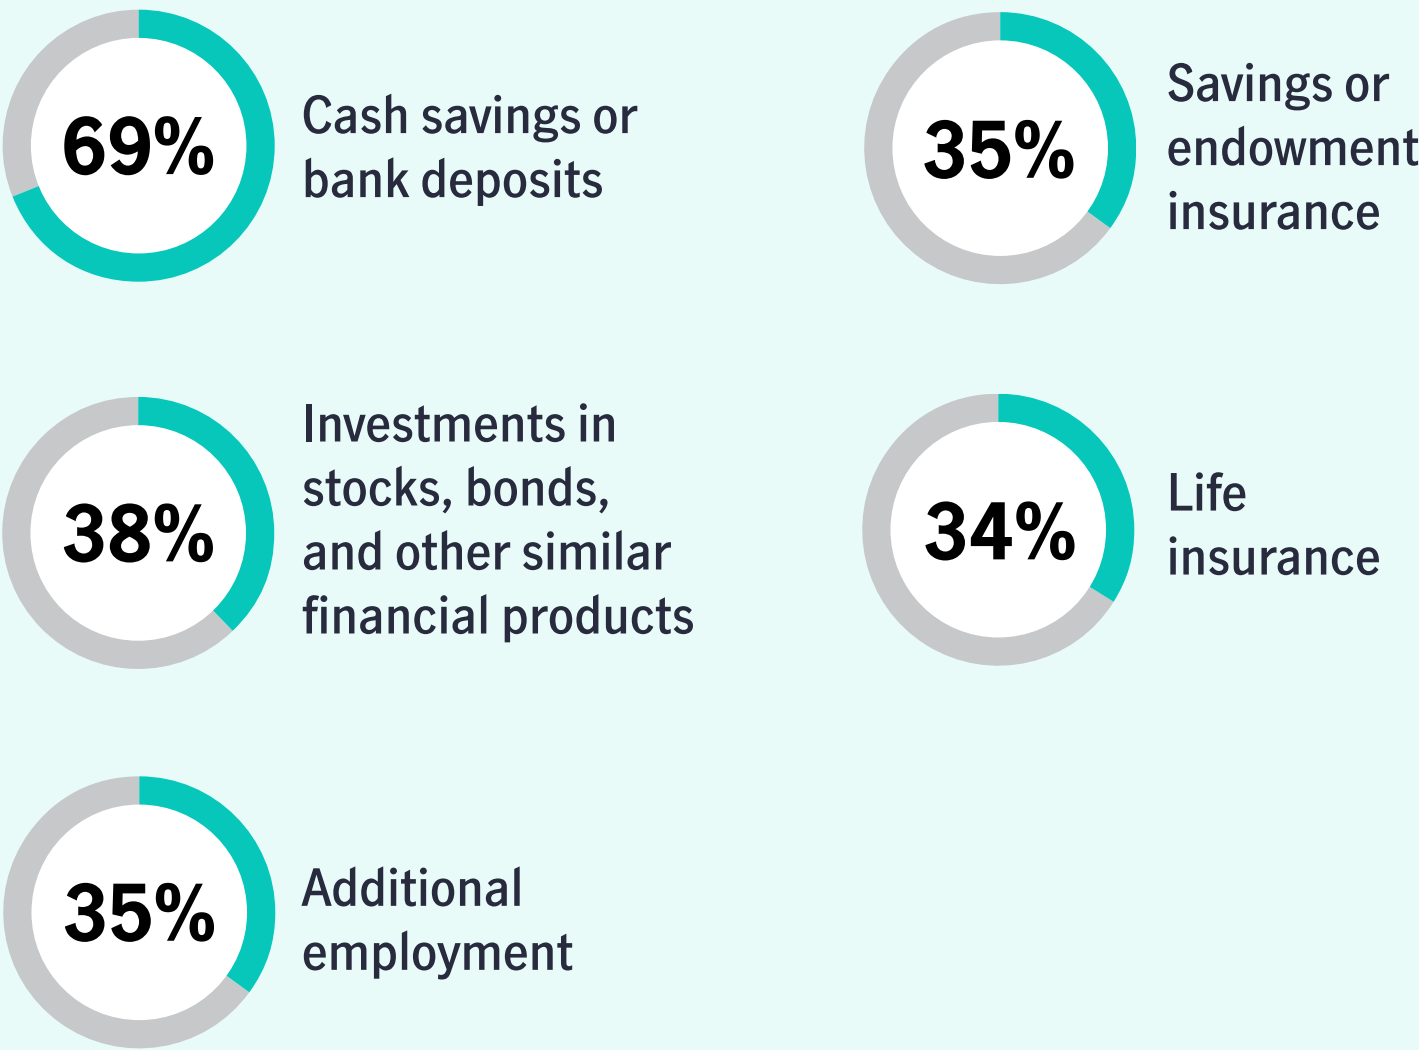 69%
Cash savings or
bank deposits
38%
Investments in
stocks, bonds,
and other similar
financial products
35%
Additional
employment
35%
Savings or
endowment
insurance
34%
Life
insurance